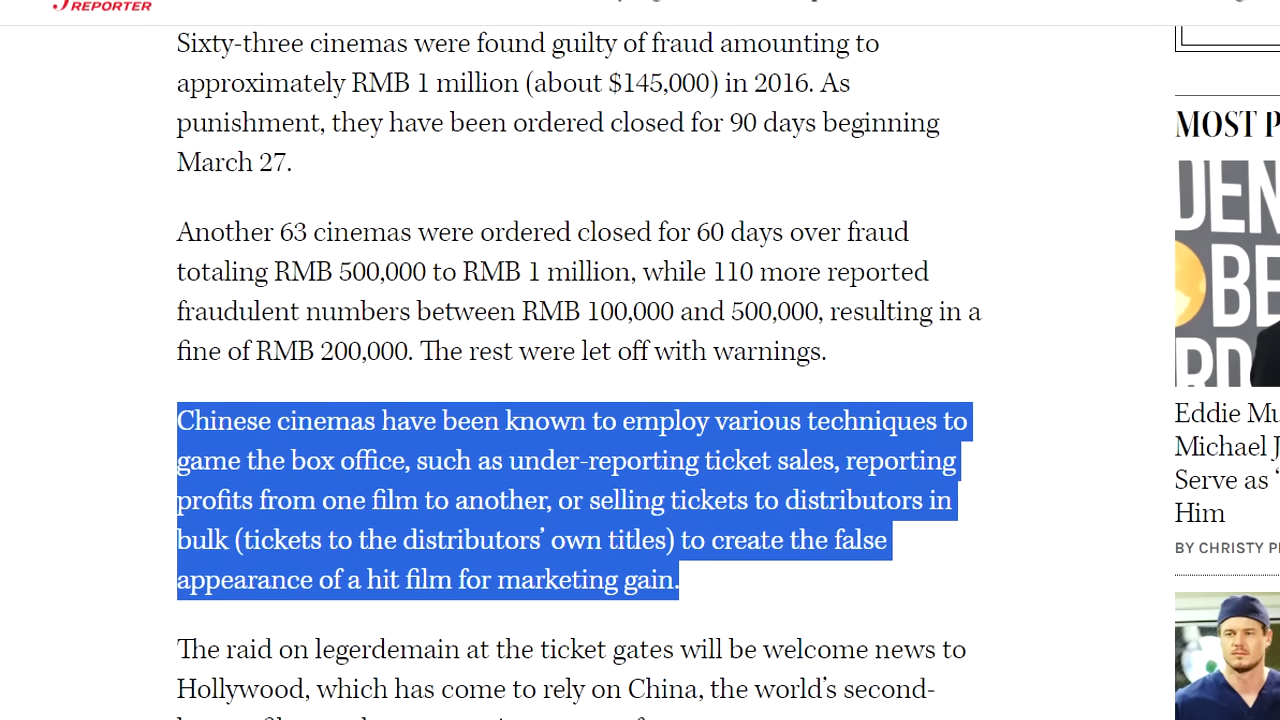 REPORTER
Sixty-three cinemas were found guilty of fraud amounting to
approximately RMB 1 million (about $145,000) in 2016. As
punishment, they have been ordered closed for 90 days beginning
March 27.
Another 63 cinemas were ordered closed for 60 days over fraud
totaling RMB 500,000 to RMB 1 million, while 110 more reported
fraudulent numbers between RMB 100,000 and 500,000, resulting in a
fine of RMB 200,000. The rest were let off with warnings.
Chinese cinemas have been known to employ various techniques to
game the box office, such as under-reporting ticket sales, reporting
profits from one film to another, or selling tickets to distributors in
bulk (tickets to the distributors’ own titles) to create the false
appearance of a hit film for marketing gain.
The raid on legerdemain at the ticket gates will be welcome news to
Hollywood, which has come to rely on China, the world’s second-
MOST P
DEN
BE
RD
Eddie Mu
Michael J
Serve as ‘
Him
BY CHRISTY P